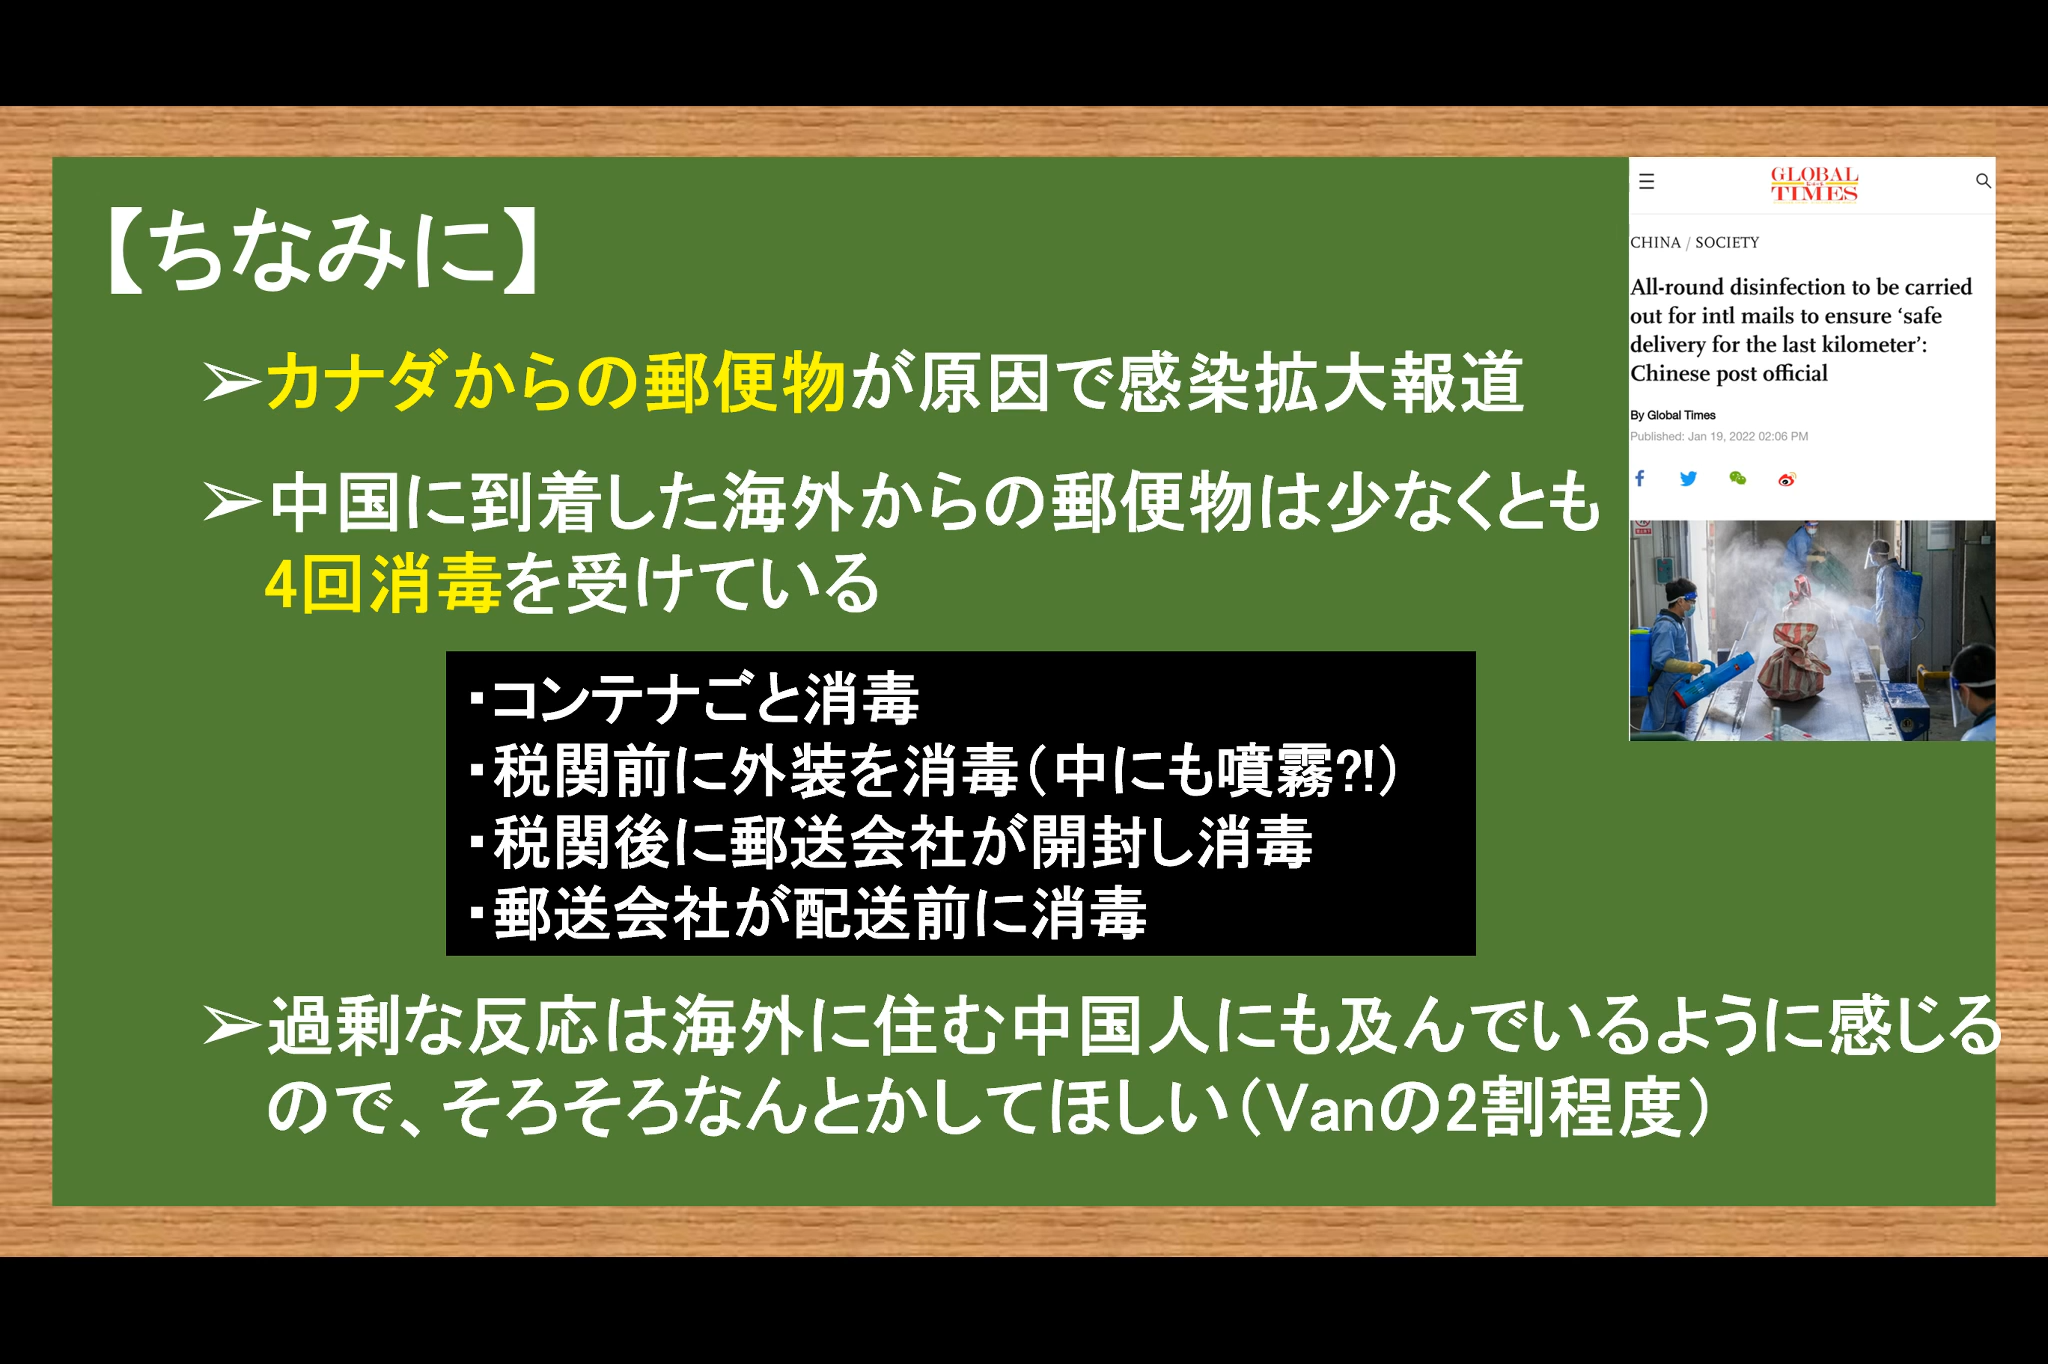 【ちなみに】
➢カナダからの郵便物が原因で感染拡大報道
➢中国に到着した海外からの郵便物は少なくとも
4回消毒を受けている
・コンテナごと消毒
・税関前に外装を消毒（中にも噴霧⁈）
・税関後に郵送会社が開封し消毒
・郵送会社が配送前に消毒
➢過剰な反応は海外に住む中国人にも及んでいるように感じる
ので、そろそろなんとかしてほしい（Vanの2割程度）
GLOBAL
TIMES
CHINA / SOCIETY
All-round disinfection to be carried
out for intl mails to ensure ‘safe
delivery for the last kilometer’:
Chinese post official
By Global Times
Published: Jan 19, 2022 02:06 PM